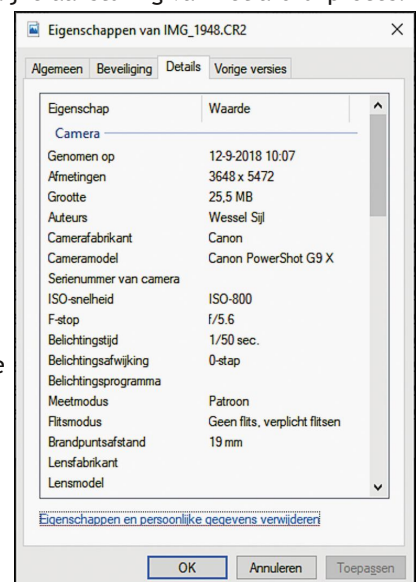 Eigenschappen van IMG_1948.CR2
Algemeen Beveiliging Details Vorige versies
Eigenschap Waarde
Camera
Genomen op 12-9-2018 10:07
Afmetingen 3648 x 5472
Grootte 25,5 MB
Auteurs Wessel Sijl
Camerafabrikant Canon
Cameramodel Canon PowerShot G9 X
Serienummer van camera
ISO-snelheid ISO-800
F-stop f/5.6
Belichtingstijd 1/50 sec.
Belichtingsafwijking 0-stap
Belichtingsprogramma
Meetmodus Patroon
Flitsmodus Geen flits, verplicht flitsen
Brandpuntsafstand 19 mm
Lensfabrikant
Lensmodel
Eigenschappen en persoonlijke gegevens verwijderen
OK Annuleren Toepassen